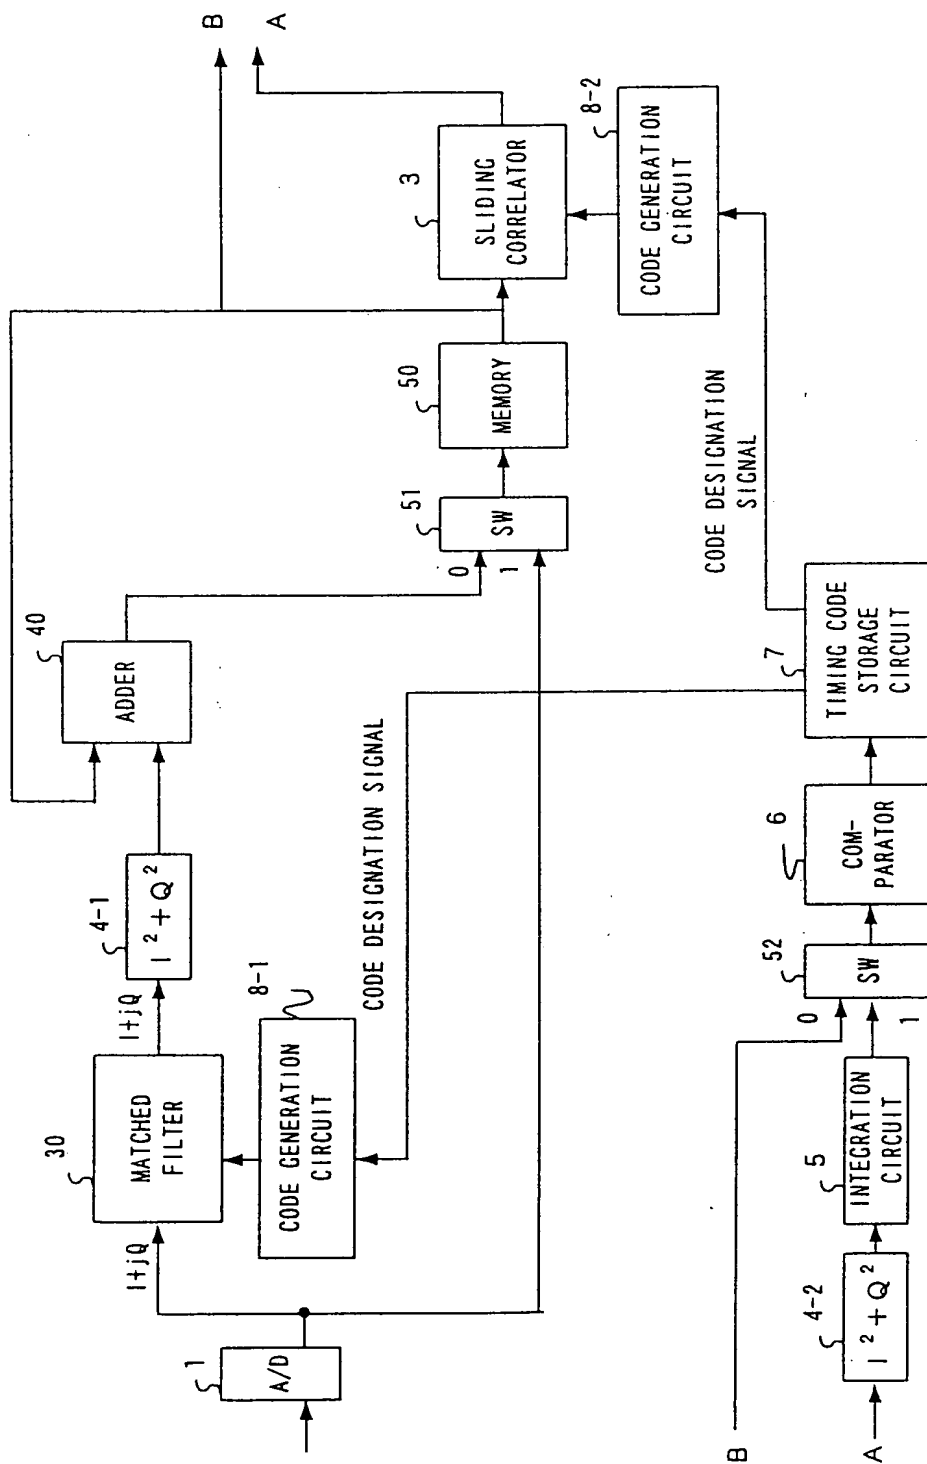 B
A
1
A/D
I+jQ
30
MATCHED
FILTER
I+jQ
8-1
CODE GENERATION
CIRCUIT
4-1
I² + Q²
40
ADDER
CODE DESIGNATION SIGNAL
0
1
51
SW
50
MEMORY
3
SLIDING
CORRELATOR
8-2
CODE GENERATION
CIRCUIT
CODE DESIGNATION
SIGNAL
B
A
4-2
I² + Q²
5
INTEGRATION
CIRCUIT
0
1
52
SW
6
COM-
PARATOR
7
TIMING CODE
STORAGE
CIRCUIT